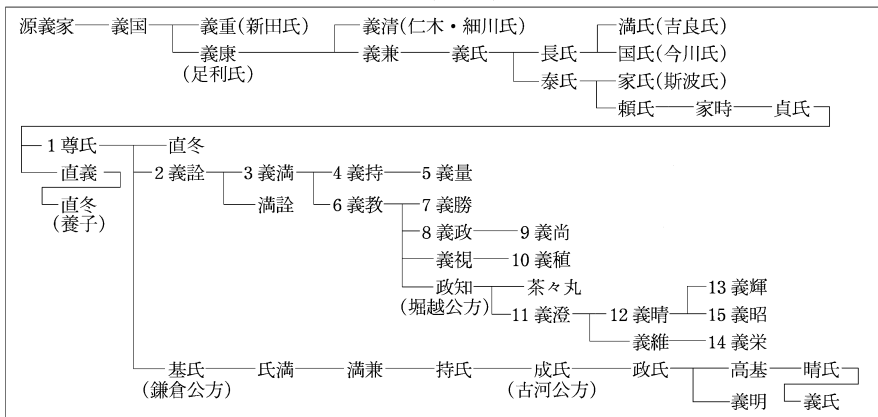 源義家 義国 義重(新田氏) 義清(仁木・細川氏) 満氏(吉良氏)
義康 義兼 義氏 長氏 国氏(今川氏)
(足利氏) 泰氏 家氏(斯波氏)
頼氏 家時 貞氏
1 尊氏 直冬
直義 2 義詮 3 義満 4 義持 5 義量
直冬 満詮 6 義教 7 義勝
(養子) 8 義政 9 義尚
義視 10 義稙
政知 茶々丸 13 義輝
(堀越公方) 11 義澄 12 義晴 15 義昭
義維 14 義栄
基氏 氏満 満兼 持氏 成氏 政氏 高基 晴氏
(鎌倉公方) (古河公方) 義明 義氏